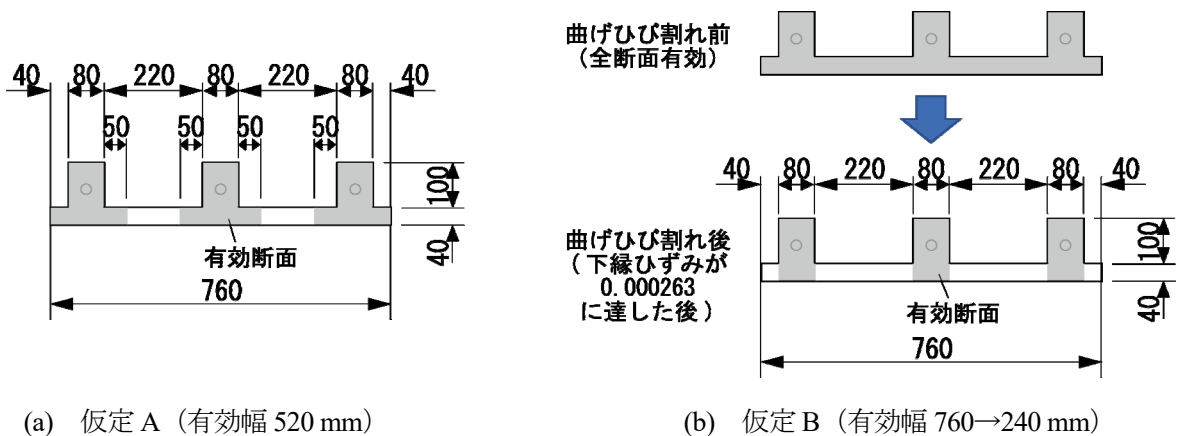 40 80 220 80 220 80 40
50 50 50 50
100
40
有効断面
760
曲げひび割れ前
(全断面有効)
40 80 220 80 220 80 40
曲げひび割れ後
(下縁ひずみが
0.000263
に達した後)
100
40
有効断面
760
(a) 仮定 A(有効幅 520 mm)
(b) 仮定 B(有効幅 760→240 mm)